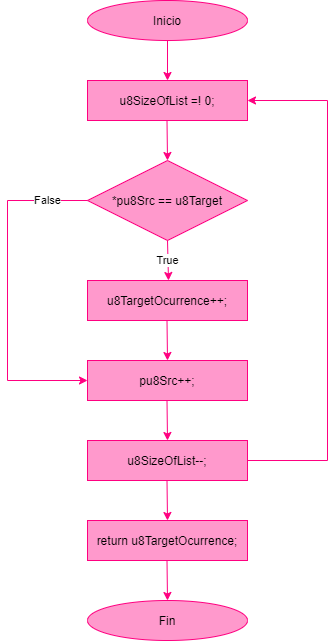 Inicio
u8SizeOfList =! 0;
*pu8Src == u8Target
False
True
u8TargetOcurrence++;
pu8Src++;
u8SizeOfList--;
return u8TargetOcurrence;
Fin